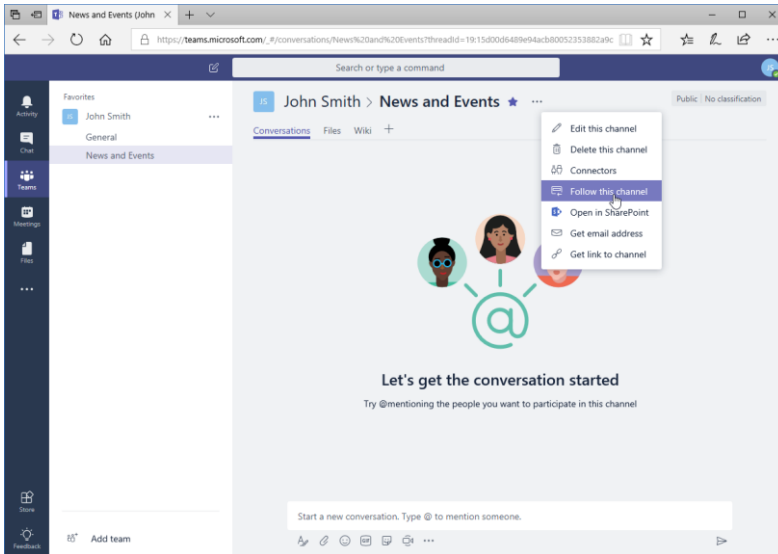 News and Events (John
https://teams.microsoft.com/_#/conversations/News%20and%20Events?threadId=19:15d00d6489e94acb80052353882a9c
Search or type a command
JS
Activity
Chat
Teams
Meetings
Files
Store
Feedback
Favorites
JS John Smith
General
News and Events
Add team
JS John Smith > News and Events
Public No classification
Conversations Files Wiki
Edit this channel
Delete this channel
Connectors
Follow this channel
Open in SharePoint
Get email address
Get link to channel
@
Let's get the conversation started
Try @mentioning the people you want to participate in this channel
Start a new conversation. Type @ to mention someone.
GIF